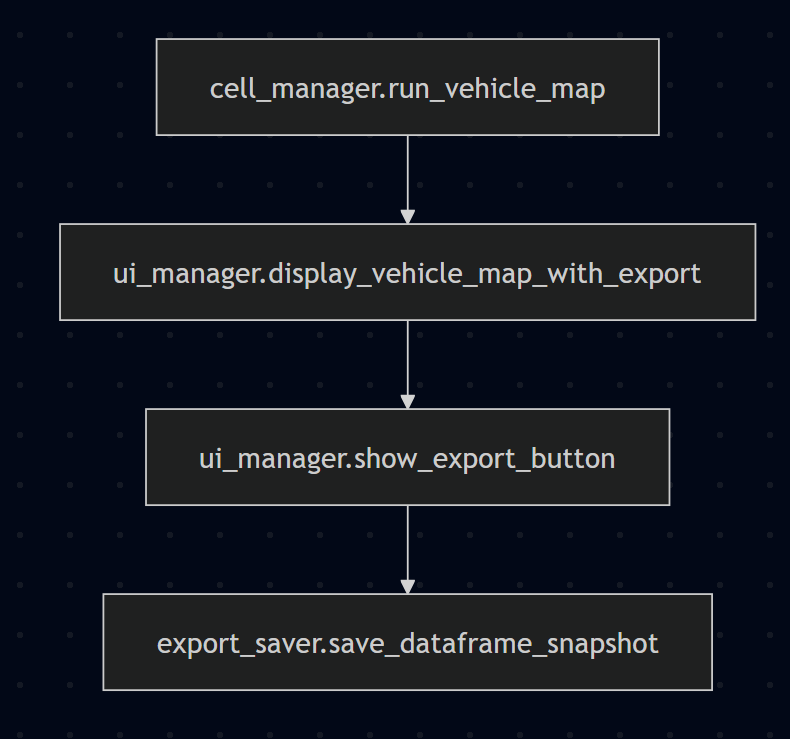 cell_manager.run_vehicle_map
ui_manager.display_vehicle_map_with_export
ui_manager.show_export_button
export_saver.save_dataframe_snapshot